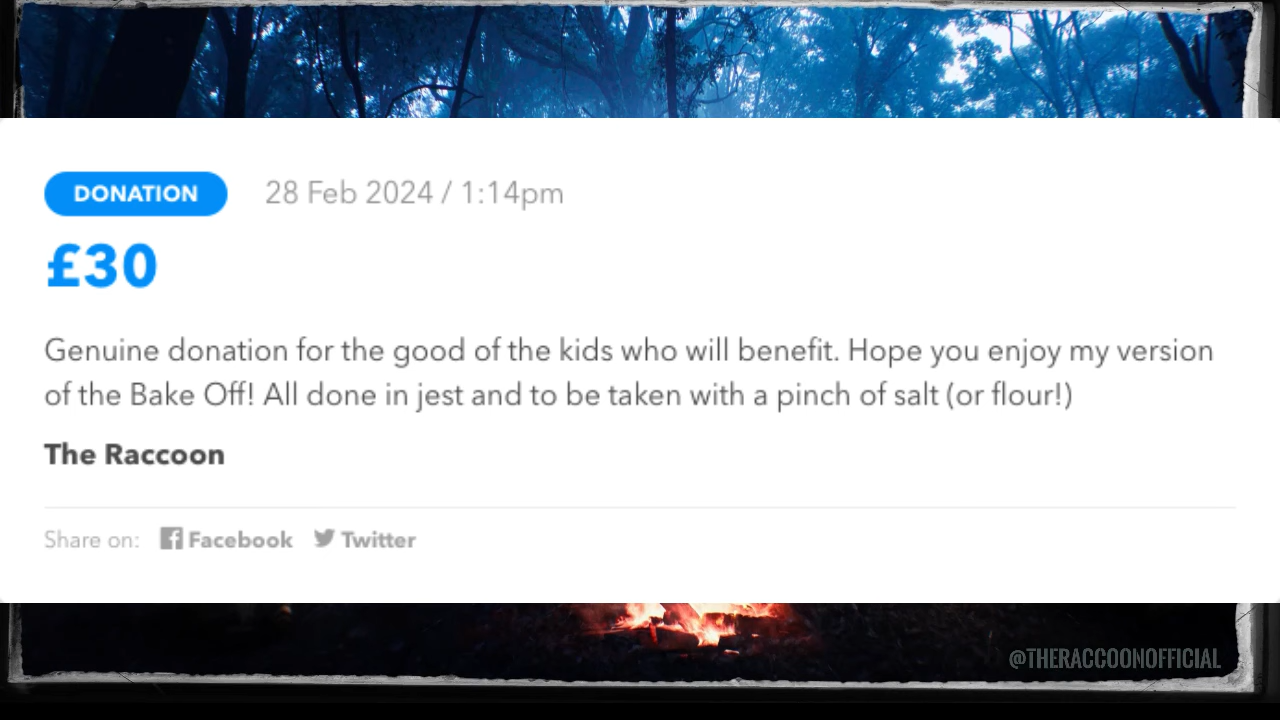 DONATION 28 Feb 2024 / 1:14pm
£30
Genuine donation for the good of the kids who will benefit. Hope you enjoy my version
of the Bake Off! All done in jest and to be taken with a pinch of salt (or flour!)
The Raccoon
Share on: Facebook Twitter
@THERACCOONOFFICIAL